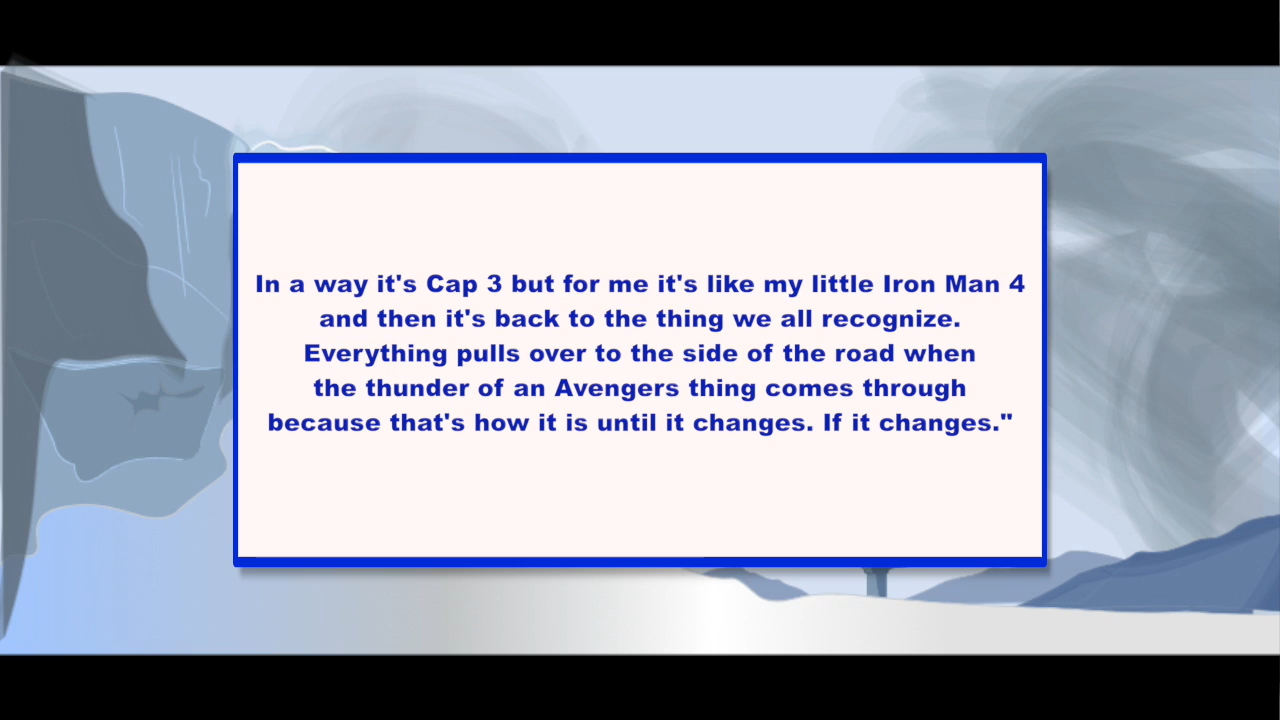 In a way it's Cap 3 but for me it's like my little Iron Man 4
and then it's back to the thing we all recognize.
Everything pulls over to the side of the road when
the thunder of an Avengers thing comes through
because that's how it is until it changes. If it changes."